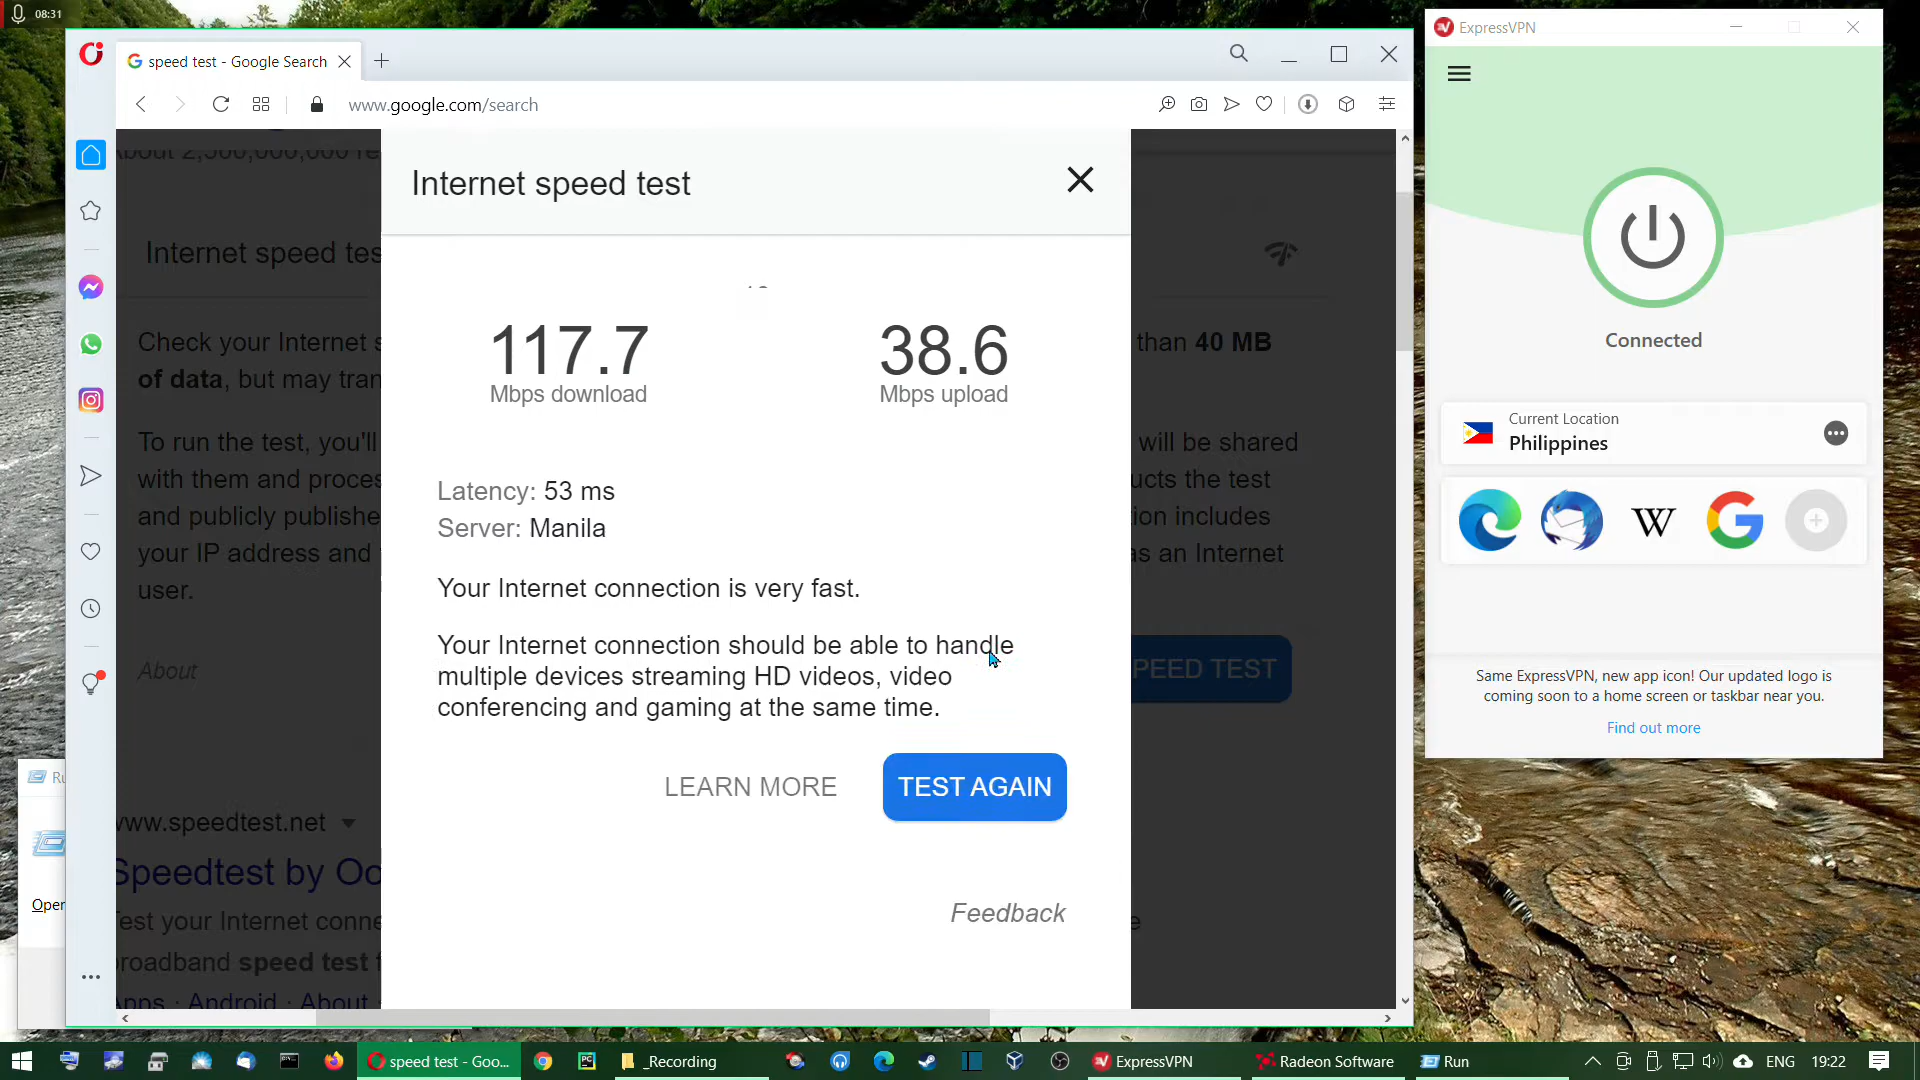 08:31
speed test - Google Search
www.google.com/search
Internet speed test
Internet speed tes
117.7
Mbps download
38.6
Mbps upload
Check your Internet s
than 40 MB
of data, but may tran
To run the test, you'll
will be shared
with them and proces
ucts the test
and publicly publishe
ion includes
your IP address and
as an Internet
user.
Latency: 53 ms
Server: Manila
Your Internet connection is very fast.
Your Internet connection should be able to handle
multiple devices streaming HD videos, video
conferencing and gaming at the same time.
About
PEED TEST
LEARN MORE
TEST AGAIN
Feedback
www.speedtest.net
Speedtest by Oo
Test your Internet conne
broadband speed test f
Apps · Android · About
Ru
Open
ExpressVPN
Connected
Current Location
Philippines
W
Same ExpressVPN, new app icon! Our updated logo is
coming soon to a home screen or taskbar near you.
Find out more
speed test - Goo...
PC
_Recording
ExpressVPN
Radeon Software
Run
ENG
19:22